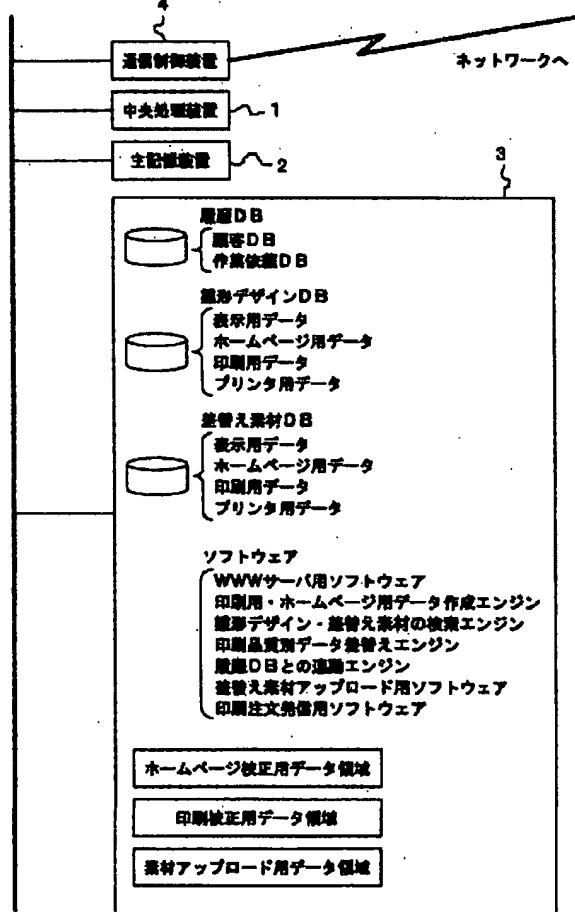 4
通信制御装置
ネットワークへ
中央処理装置
1
主記憶装置
2
3
履歴DB
顧客DB
作業依頼DB
雛形デザインDB
表示用データ
ホームページ用データ
印刷用データ
プリンタ用データ
差替え素材DB
表示用データ
ホームページ用データ
印刷用データ
プリンタ用データ
ソフトウェア
WWWサーバ用ソフトウェア
印刷用・ホームページ用データ作成エンジン
雛形デザイン・差替え素材の検索エンジン
印刷品質別データ差替えエンジン
履歴DBとの連動エンジン
差替え素材アップロード用ソフトウェア
印刷注文発信用ソフトウェア
ホームページ校正用データ領域
印刷校正用データ領域
素材アップロード用データ領域